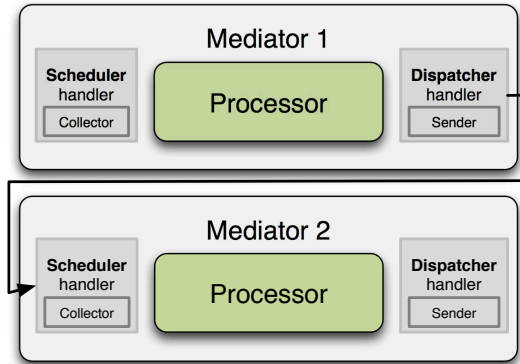 Mediator 1
Scheduler
handler
Collector
Processor
Dispatcher
handler
Sender
Mediator 2
Scheduler
handler
Collector
Processor
Dispatcher
handler
Sender